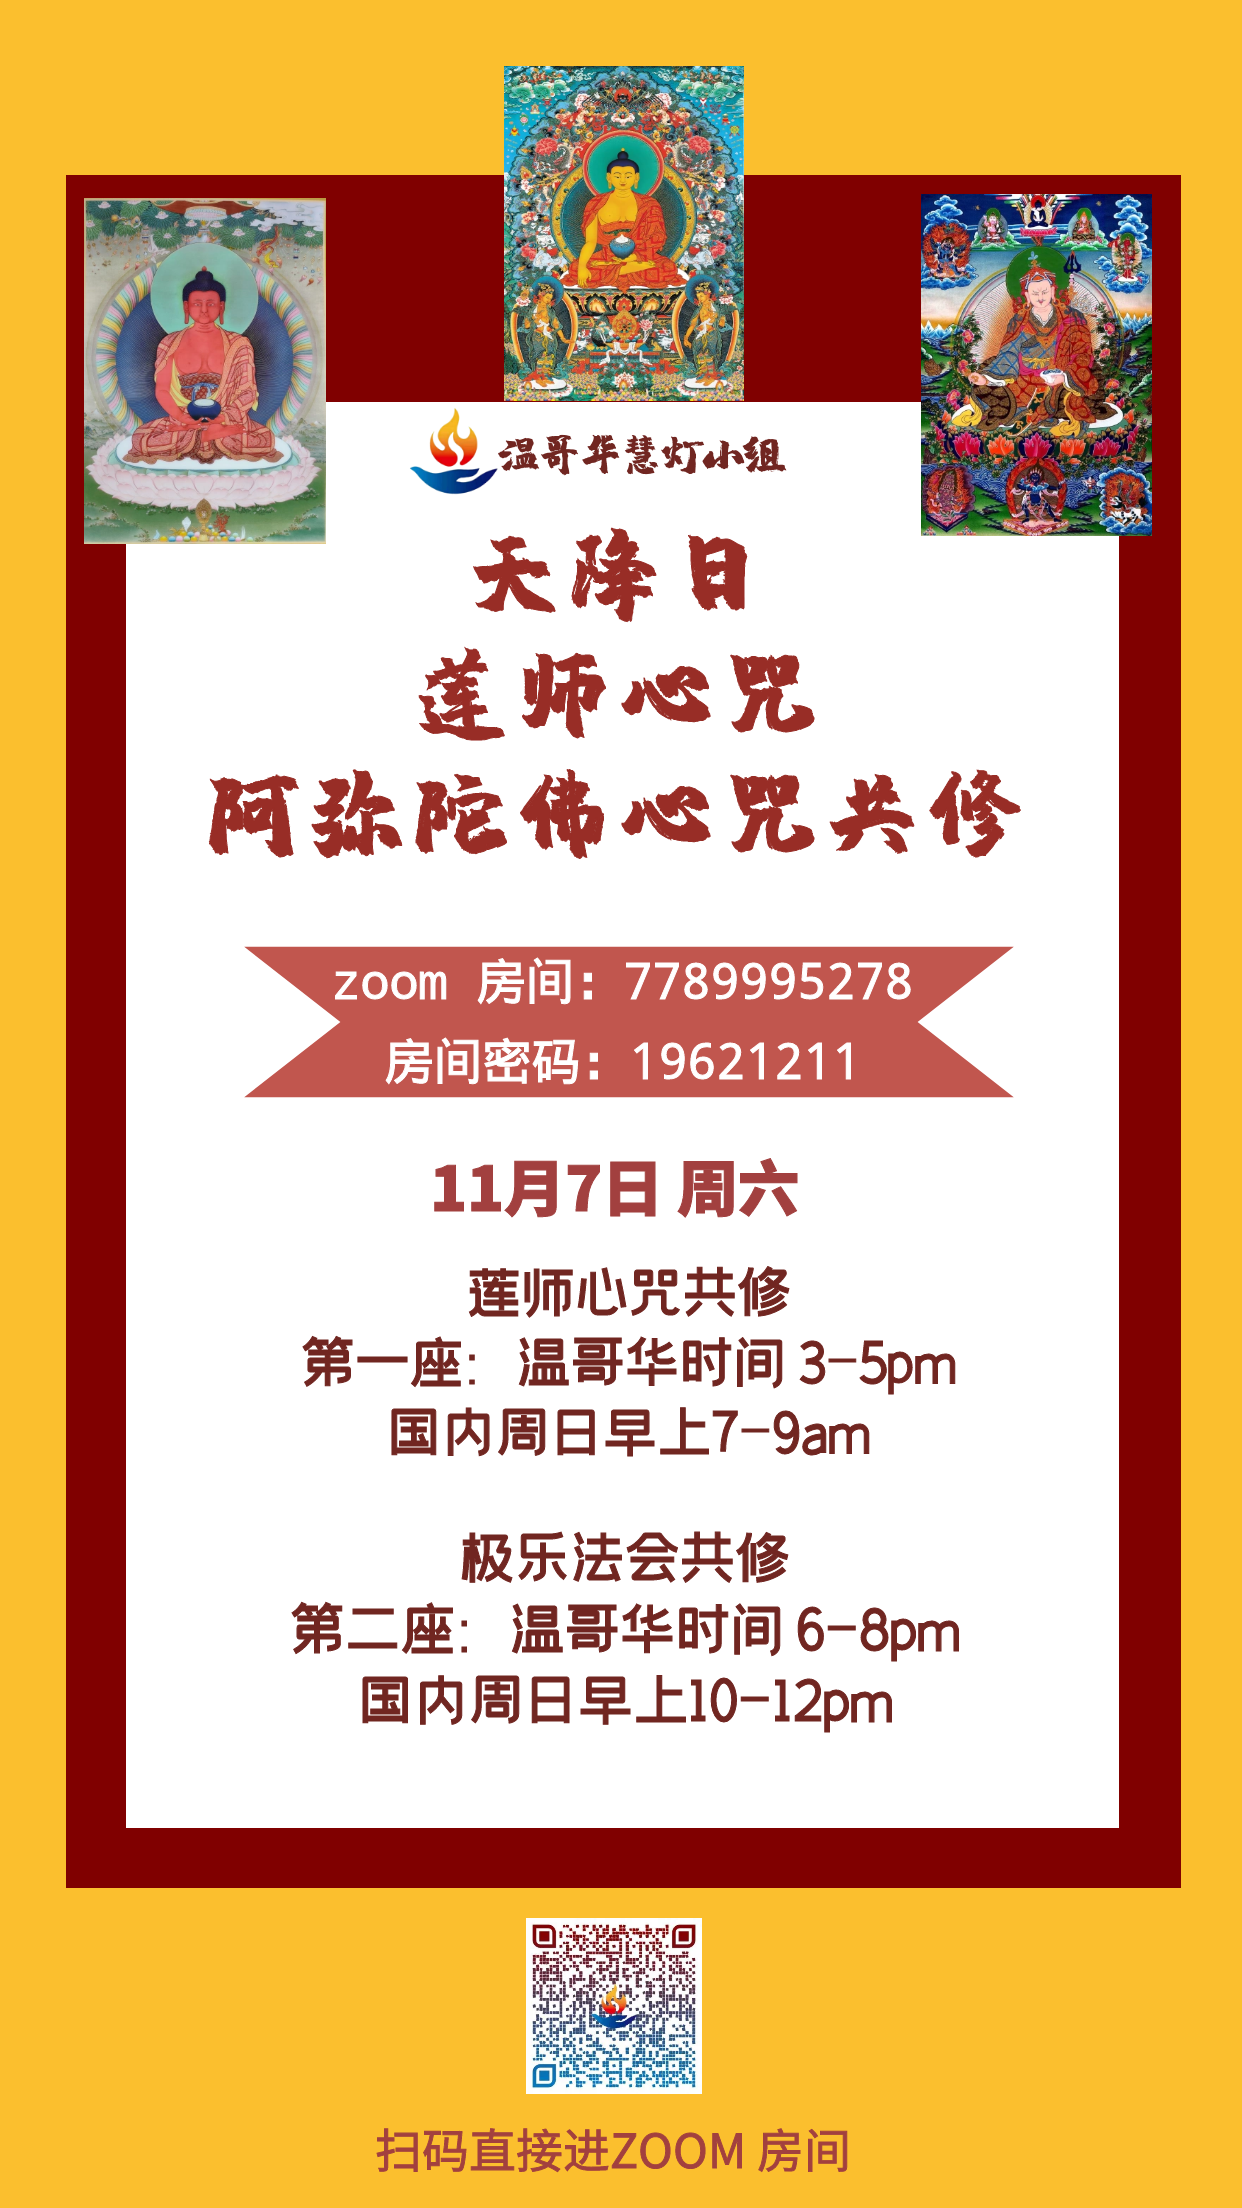 温哥华慧灯小组
天降日
莲师心咒
阿弥陀佛心咒共修
zoom 房间：7789995278
房间密码：19621211
11月7日 周六
莲师心咒共修
第一座：温哥华时间 3-5pm
国内周日早上7-9am
极乐法会共修
第二座：温哥华时间 6-8pm
国内周日早上10-12pm
扫码直接进ZOOM 房间